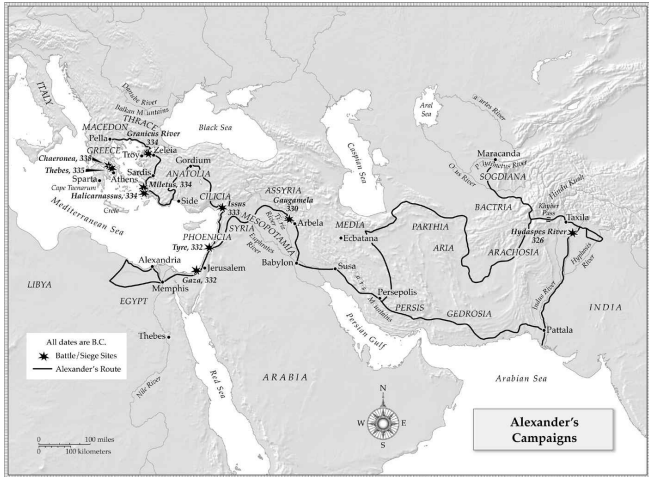 ITALY
Danube River
Balkan Mountains
THRACE
MACEDON
Pella
Granicus River
334
Zeleia
Black Sea
GREECE
Troy
Gordium
Chaeronea, 338
Thebes, 335
Sardis
ANATOLIA
Athens
Sparta
Miletus, 334
Cape Taenarum
Halicarnassus, 334
Side
CILICIA
Crete
Issus
333
Mediterranean Sea
SYRIA
PHOENICIA
Tyre, 332
Alexandria
Jerusalem
Gaza, 332
Memphis
LIBYA
EGYPT
Thebes
Nile River
Red Sea
ARABIA
ASSYRIA
Gaugamela
330
Arbela
MESOPOTAMIA
River
Euphrates
River
Babylon
Caspian Sea
Aral
Sea
MEDIA
Ecbatana
Susa
Mountains
Persepolis
PERSIS
Persian Gulf
PARTHIA
ARIA
GEDROSIA
ARACHOSIA
BACTRIA
SOGDIANA
Maracanda
River
Hindu Kush
Khyber
Pass
Taxila
Hydaspes River,
326
Hyphasis
River
Indus River
INDIA
Pattala
Arabian Sea
All dates are B.C.
Battle/Siege Sites
Alexander's Route
0 100 miles
0 100 kilometers
N
W E
S
Alexander's
Campaigns